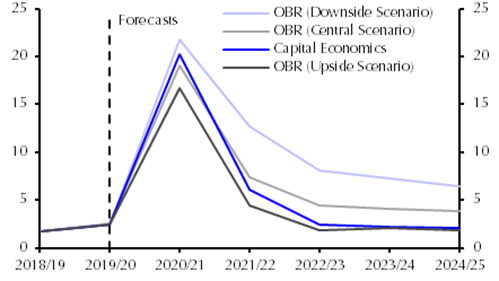 25
20
15
10
5
0
Forecasts
OBR (Downside Scenario)
OBR (Central Scenario)
Capital Economics
OBR (Upside Scenario)
25
20
15
10
5
0
2018/19 2019/20 2020/21 2021/22 2022/23 2023/24 2024/25